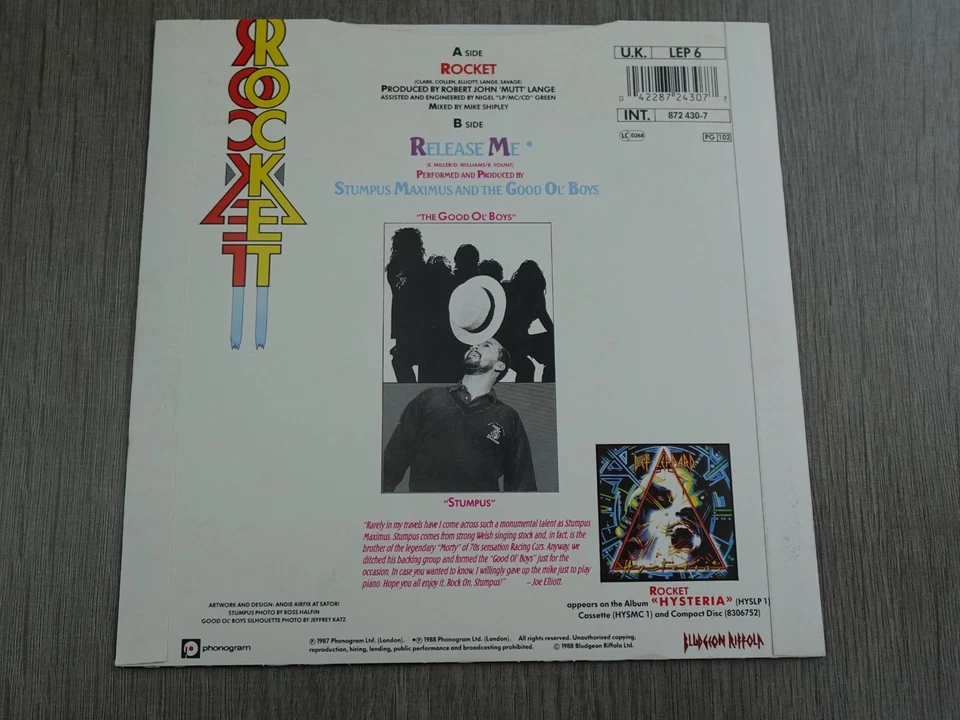 ROCKET
ROCKET
A SIDE
ROCKET
(CLARK, COLLEN, ELLIOTT, LANGE, SAVAGE)
PRODUCED BY ROBERT JOHN 'MUTT' LANGE
ASSISTED AND ENGINEERED BY NIGEL "LP/MC/CD" GREEN
MIXED BY MIKE SHIPLEY
B SIDE
RELEASE ME •
(E. MILLER/D. WILLIAMS/R. YOUNT)
PERFORMED AND PRODUCED BY
STUMPUS MAXIMUS AND THE GOOD OL' BOYS
U.K. LEP 6
0 42287 24307 7
INT. 872 430-7
LC 0268
PG 102
"THE GOOD OL' BOYS"
"STUMPUS"
"Rarely in my travels have I come across such a monumental talent as Stumpus
Maximus. Stumpus comes from strong Welsh singing stock and, in fact, is the
brother of the legendary "Morty" of 70s sensation Racing Cars. Anyway, we
ditched his backing group and formed the "Good Ol' Boys" just for the
occasion. In case you wanted to know, I willingly gave up the mike just to play
piano. Hope you all enjoy it. Rock On, Stumpus!" – Joe Elliott.
DEF LEPPARD
Hysteria
ROCKET
appears on the Album "HYSTERIA" (HYSLP 1)
Cassette (HYSMC 1) and Compact Disc (8306752)
ARTWORK AND DESIGN: ANDIE AIRFIX AT SATORI
STUMPUS PHOTO BY ROSS HALFIN
GOOD OL' BOYS SILHOUETTE PHOTO BY JEFFREY KATZ
phonogram
℗ 1987 Phonogram Ltd. (London). •℗ 1988 Phonogram Ltd. (London). All rights reserved. Unauthorised copying,
reproduction, hiring, lending, public performance and broadcasting prohibited. © 1988 Bludgeon Riffola Ltd.
BLUDGEON RIFFOLA